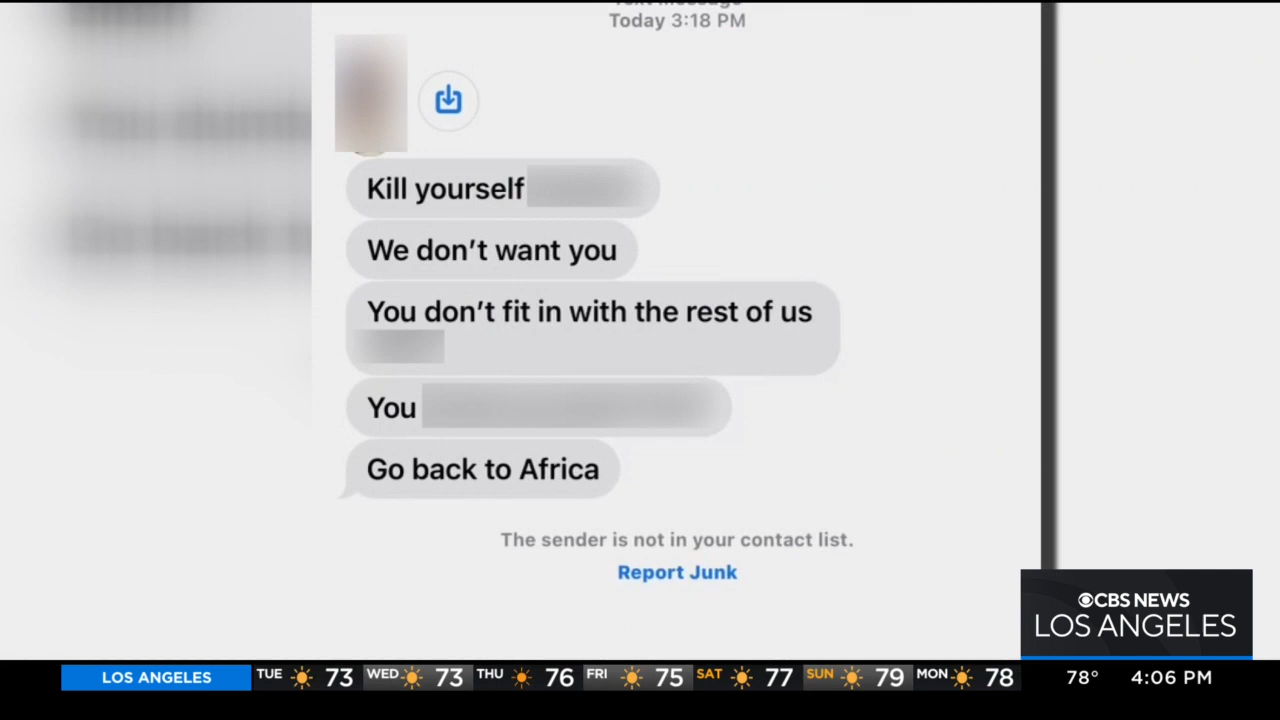 Today 3:18 PM
Kill yourself
We don't want you
You don't fit in with the rest of us
You
Go back to Africa
The sender is not in your contact list.
Report Junk
CBS NEWS
LOS ANGELES
LOS ANGELES TUE 73 WED 73 THU 76 FRI 75 SAT 77 SUN 79 MON 78 78° 4:06 PM